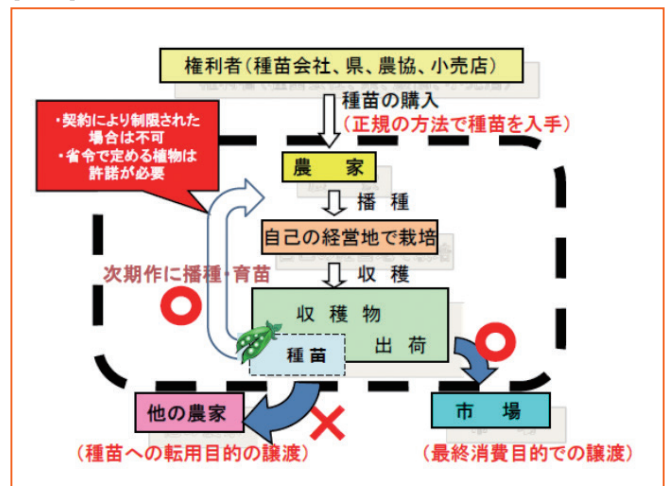 権利者(種苗会社、県、農協、小売店)
種苗の購入
(正規の方法で種苗を入手)
・契約により制限された
場合は不可
・省令で定める植物は
許諾が必要
農 家
播 種
自己の経営地で栽培
収 穫
次期作に播種・育苗
収 穫 物
出 荷
種 苗
他の農家
市 場
(種苗への転用目的の譲渡)
(最終消費目的での譲渡)